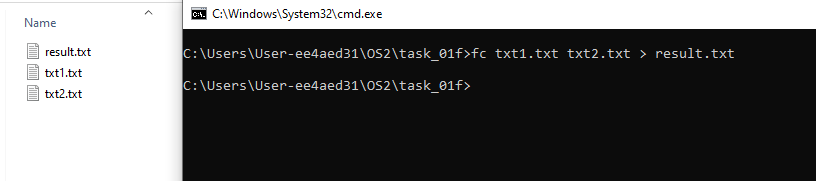 Name
result.txt
txt1.txt
txt2.txt
C:\Windows\System32\cmd.exe
C:\Users\User-ee4aed31\OS2\task_01f>fc txt1.txt txt2.txt > result.txt
C:\Users\User-ee4aed31\OS2\task_01f>